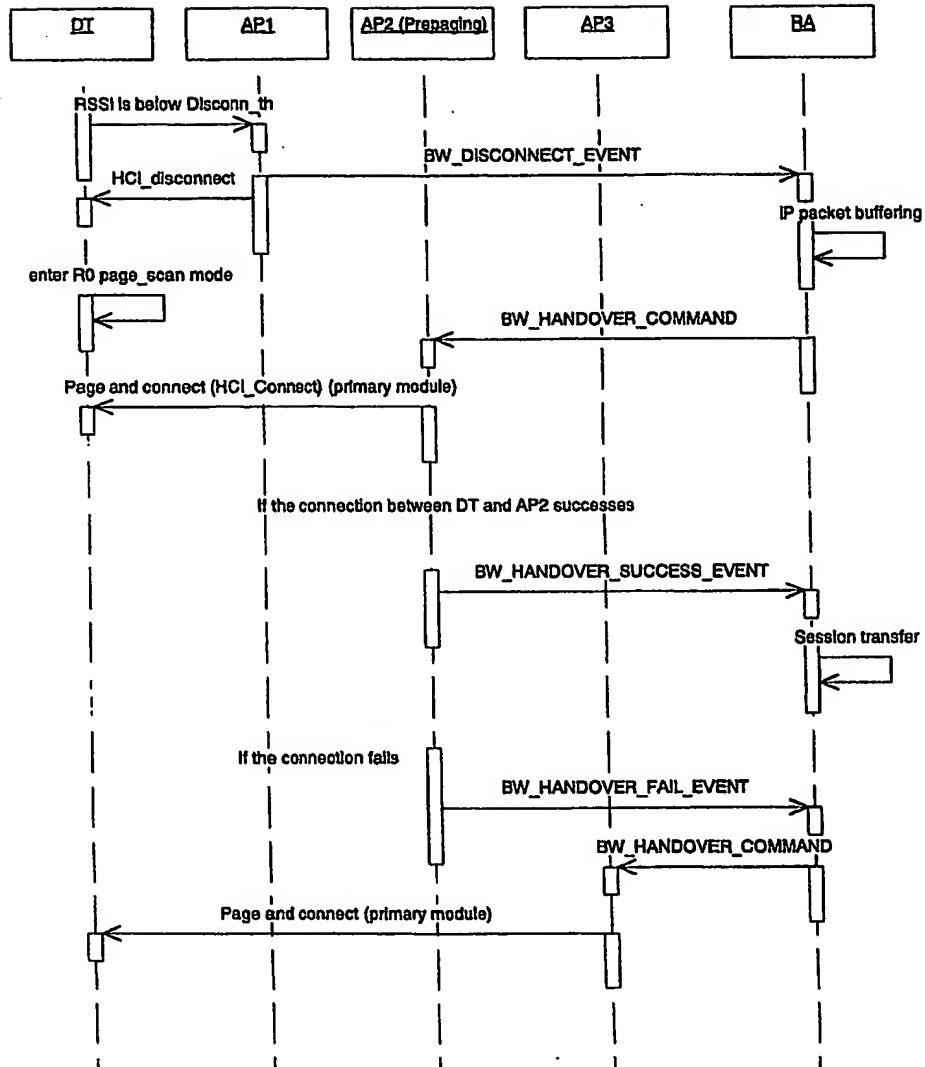 DT AP1 AP2 (Prepaging) AP3 BA
RSSI is below Disconn_th
BW_DISCONNECT_EVENT
HCI_disconnect
IP packet buffering
enter R0 page_scan mode
BW_HANDOVER_COMMAND
Page and connect (HCI_Connect) (primary module)
If the connection between DT and AP2 successes
BW_HANDOVER_SUCCESS_EVENT
Session transfer
If the connection fails
BW_HANDOVER_FAIL_EVENT
BW_HANDOVER_COMMAND
Page and connect (primary module)